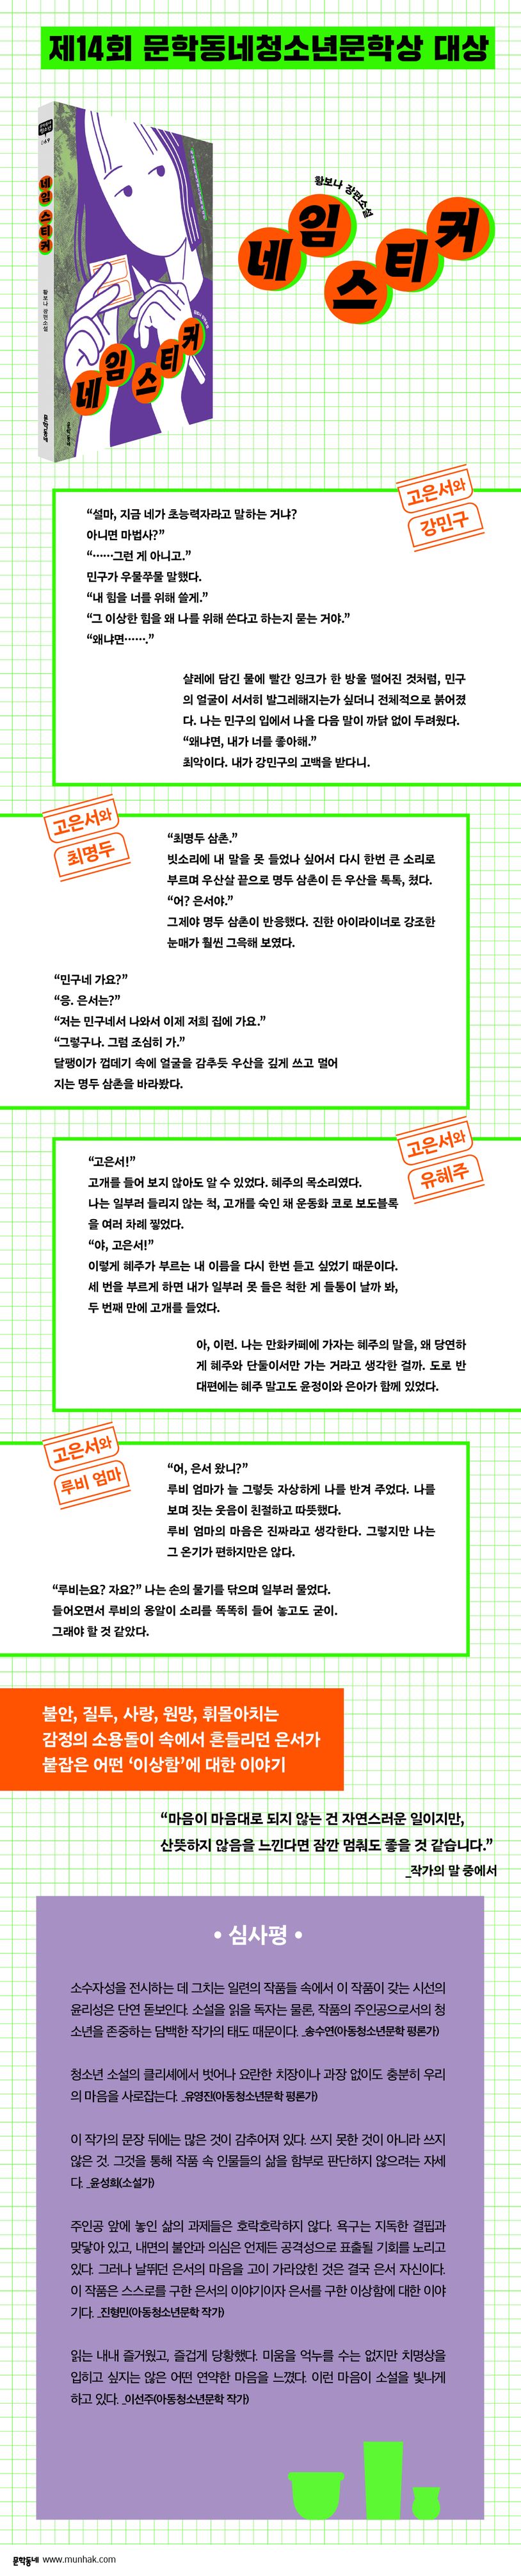 제14회 문학동네청소년문학상 대상
네임 스티커
황보나 장편소설
문학동네
황보나 장편소설
네임
스티커
네임 스티커
문학동네
고은서와
강민구
“설마, 지금 네가 초능력자라고 말하는 거냐?
아니면 마법사?”
“……그런 게 아니고.”
민구가 우물쭈물 말했다.
“내 힘을 너를 위해 쓸게.”
“그 이상한 힘을 왜 나를 위해 쓴다고 하는지 묻는 거야.”
“왜냐면…….”
샬레에 담긴 물에 빨간 잉크가 한 방울 떨어진 것처럼, 민구
의 얼굴이 서서히 발그레해지는가 싶더니 전체적으로 붉어졌
다. 나는 민구의 입에서 나올 다음 말이 까닭 없이 두려웠다.
“왜냐면, 내가 너를 좋아해.”
최악이다. 내가 강민구의 고백을 받다니.
고은서와
최명두
“최명두 삼촌.”
빗소리에 내 말을 못 들었나 싶어서 다시 한번 큰 소리로
부르며 우산살 끝으로 명두 삼촌이 든 우산을 톡톡, 쳤다.
“어? 은서야.”
그제야 명두 삼촌이 반응했다. 진한 아이라이너로 강조한
눈매가 훨씬 그윽해 보였다.
“민구네 가요?”
“응. 은서는?”
“저는 민구네서 나와서 이제 저희 집에 가요.”
“그렇구나. 그럼 조심히 가.”
달팽이가 껍데기 속에 얼굴을 감추듯 우산을 깊게 쓰고 멀어
지는 명두 삼촌을 바라봤다.
고은서와
유혜주
“고은서!”
고개를 들어 보지 않아도 알 수 있었다. 혜주의 목소리였다.
나는 일부러 들리지 않는 척, 고개를 숙인 채 운동화 코로 보도블록
을 여러 차례 찧었다.
“야, 고은서!”
이렇게 혜주가 부르는 내 이름을 다시 한번 듣고 싶었기 때문이다.
세 번을 부르게 하면 내가 일부러 못 들은 척한 게 들통이 날까 봐,
두 번째 만에 고개를 들었다.
아, 이런. 나는 만화카페에 가자는 혜주의 말을, 왜 당연하
게 혜주와 단둘이서만 가는 거라고 생각한 걸까. 도로 반
대편에는 혜주 말고도 윤정이와 은아가 함께 있었다.
고은서와
루비 엄마
“어, 은서 왔니?”
루비 엄마가 늘 그렇듯 자상하게 나를 반겨 주었다. 나를
보며 짓는 웃음이 친절하고 따뜻했다.
루비 엄마의 마음은 진짜라고 생각한다. 그렇지만 나는
그 온기가 편하지만은 않다.
“루비는요? 자요?” 나는 손의 물기를 닦으며 일부러 물었다.
들어오면서 루비의 옹알이 소리를 똑똑히 들어 놓고도 굳이.
그래야 할 것 같았다.
불안, 질투, 사랑, 원망, 휘몰아치는
감정의 소용돌이 속에서 흔들리던 은서가
붙잡은 어떤 ‘이상함’에 대한 이야기
“마음이 마음대로 되지 않는 건 자연스러운 일이지만,
산뜻하지 않음을 느낀다면 잠깐 멈춰도 좋을 것 같습니다.”
_작가의 말 중에서
• 심사평 •
소수자성을 전시하는 데 그치는 일련의 작품들 속에서 이 작품이 갖는 시선의
윤리성은 단연 돋보인다. 소설을 읽을 독자는 물론, 작품의 주인공으로서의 청
소년을 존중하는 담백한 작가의 태도 때문이다. _송수연(아동청소년문학 평론가)
청소년 소설의 클리셰에서 벗어나 요란한 치장이나 과장 없이도 충분히 우리
의 마음을 사로잡는다. _유영진(아동청소년문학 평론가)
이 작가의 문장 뒤에는 많은 것이 감추어져 있다. 쓰지 못한 것이 아니라 쓰지
않은 것. 그것을 통해 작품 속 인물들의 삶을 함부로 판단하지 않으려는 자세
다. _윤성희(소설가)
주인공 앞에 놓인 삶의 과제들은 호락호락하지 않다. 욕구는 지독한 결핍과
맞닿아 있고, 내면의 불안과 의심은 언제든 공격성으로 표출될 기회를 노리고
있다. 그러나 날뛰던 은서의 마음을 고이 가라앉힌 것은 결국 은서 자신이다.
이 작품은 스스로를 구한 은서의 이야기이자 은서를 구한 이상함에 대한 이야
기다. _진형민(아동청소년문학 작가)
읽는 내내 즐거웠고, 즐겁게 당황했다. 미움을 억누를 수는 없지만 치명상을
입히고 싶지는 않은 어떤 연약한 마음을 느꼈다. 이런 마음이 소설을 빛나게
하고 있다. _이선주(아동청소년문학 작가)
문학동네 www.munhak.com